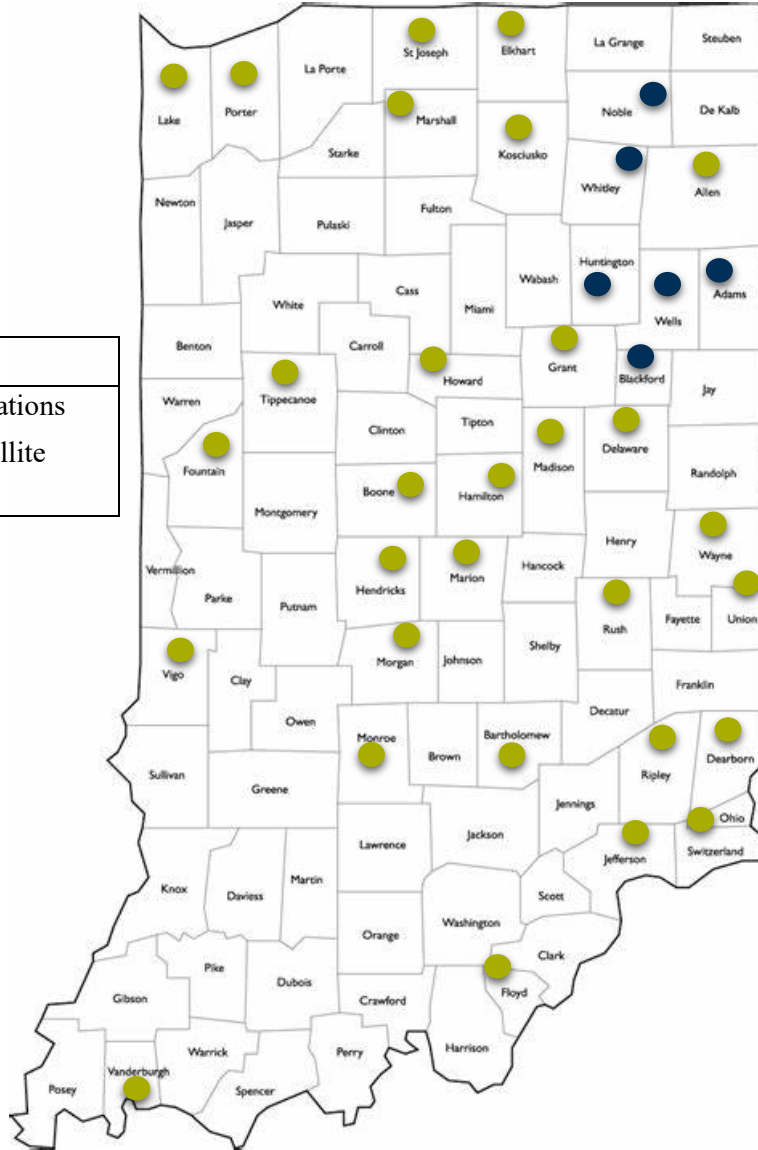 St Joseph
Elkhart
La Grange
Steuben
La Porte
Lake
Porter
Noble
De Kalb
Marshall
Starke
Kosciusko
Whitley
Allen
Newton
Jasper
Pulaski
Fulton
Huntington
Wabash
Cass
White
Miami
Adams
Wells
Benton
Carroll
Grant
Blackford
Howard
Jay
Warren
Tippecanoe
ations
llite
Clinton
Tipton
Delaware
Madison
Fountain
Randolph
Boone
Hamilton
Montgomery
Henry
Wayne
Vermillion
Hancock
Marion
Hendricks
Parke
Putnam
Rush
Fayette
Union
Shelby
Morgan
Johnson
Vigo
Clay
Franklin
Decatur
Owen
Monroe
Bartholomew
Brown
Dearborn
Sullivan
Ripley
Greene
Jennings
Ohio
Jackson
Lawrence
Switzerland
Jefferson
Martin
Knox
Daviess
Scott
Washington
Orange
Clark
Pike
Dubois
Floyd
Gibson
Crawford
Harrison
Warrick
Perry
Vanderburgh
Posey
Spencer